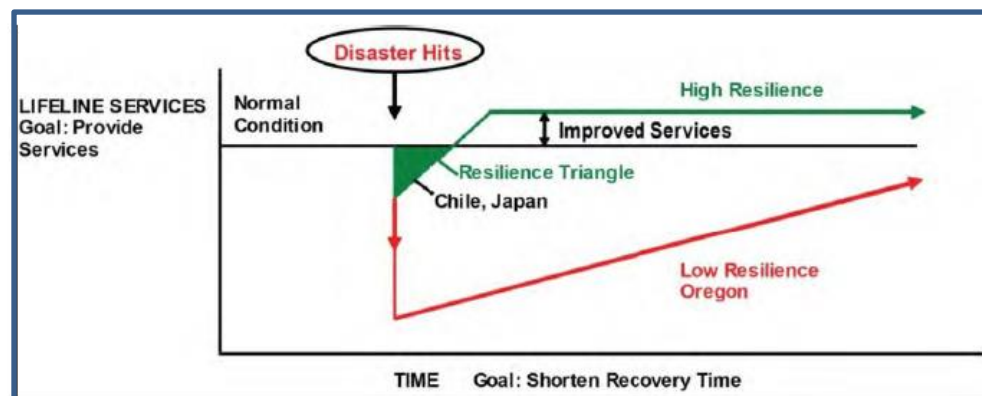 Disaster Hits
LIFELINE SERVICES
Goal: Provide
Services
Normal
Condition
High Resilience
Improved Services
Resilience Triangle
Chile, Japan
Low Resilience
Oregon
TIME Goal: Shorten Recovery Time